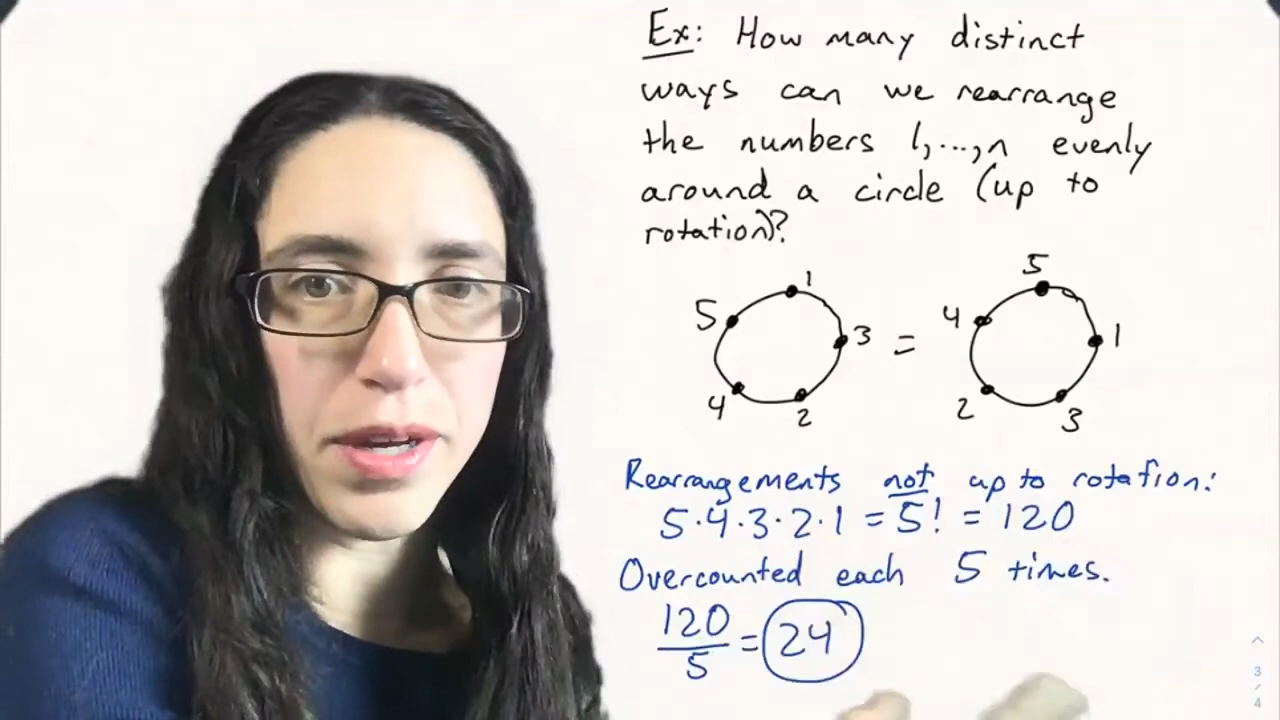 Ex: How many distinct
ways can we rearrange
the numbers 1,...,n evenly
around a circle (up to
rotation)?
1
5
3
4
2
=
5
4
1
2
3
Rearrangements not up to rotation:
5·4·3·2·1 = 5! = 120
Overcounted each 5 times.
120/5 = 24
3/4